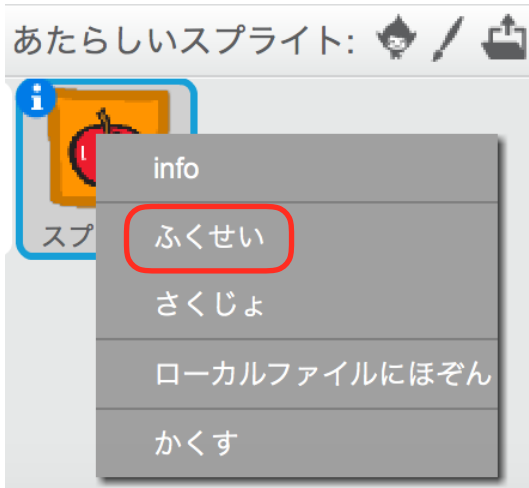 あたらしいスプライト:
スプ
info
ふくせい
さくじょ
ローカルファイルにほぞん
かくす